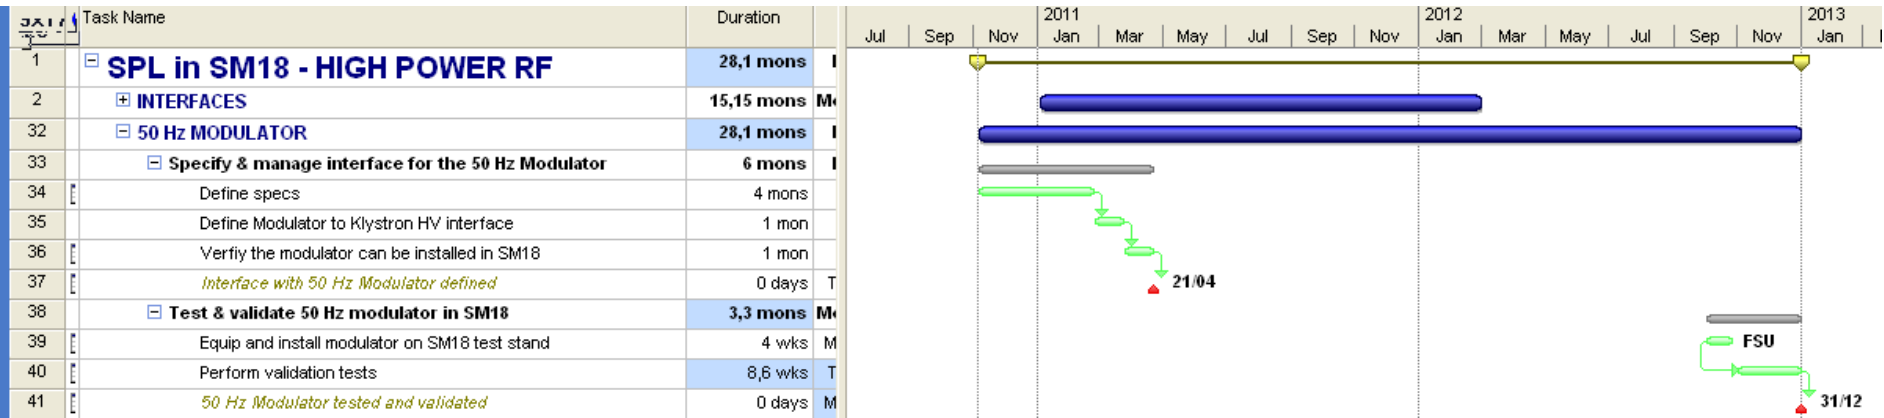 Task Name Duration 2011 2012 2013
Jul Sep Nov Jan Mar May Jul Sep Nov Jan Mar May Jul Sep Nov Jan
1 SPL in SM18 - HIGH POWER RF 28,1 mons
2 INTERFACES 15,15 mons
32 50 Hz MODULATOR 28,1 mons
33 Specify & manage interface for the 50 Hz Modulator 6 mons
34 Define specs 4 mons
35 Define Modulator to Klystron HV interface 1 mon
36 Verfiy the modulator can be installed in SM18 1 mon
37 Interface with 50 Hz Modulator defined 0 days T 21/04
38 Test & validate 50 Hz modulator in SM18 3,3 mons
39 Equip and install modulator on SM18 test stand 4 wks M FSU
40 Perform validation tests 8,6 wks T
41 50 Hz Modulator tested and validated 0 days M 31/12